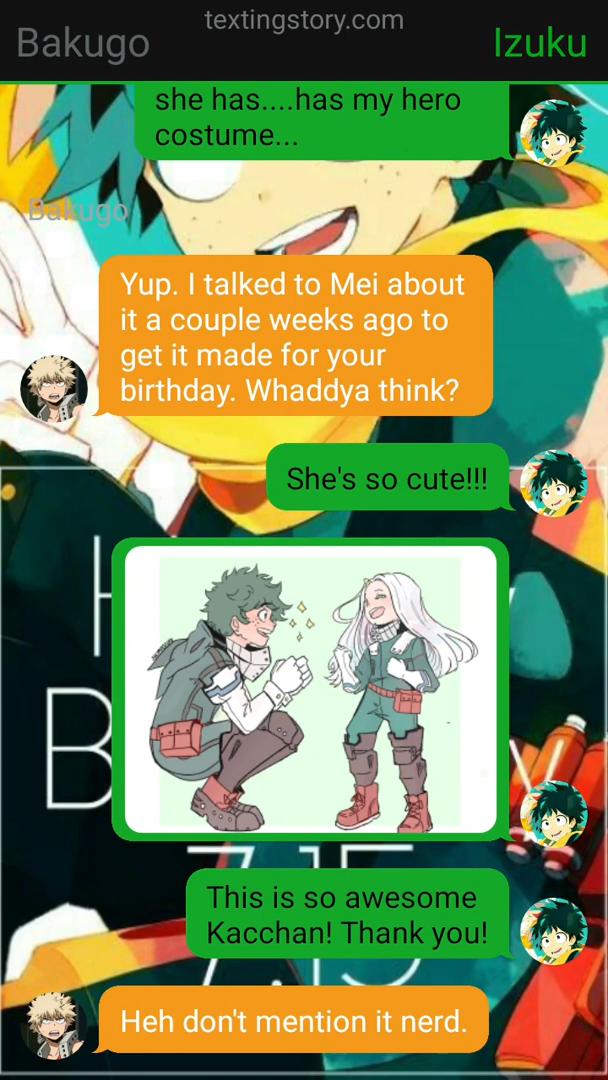 textingstory.com
Bakugo
Izuku
she has....has my hero
costume...
Bakugo
Yup. I talked to Mei about
it a couple weeks ago to
get it made for your
birthday. Whaddya think?
She's so cute!!!
This is so awesome
Kacchan! Thank you!
7.15
Heh don't mention it nerd.